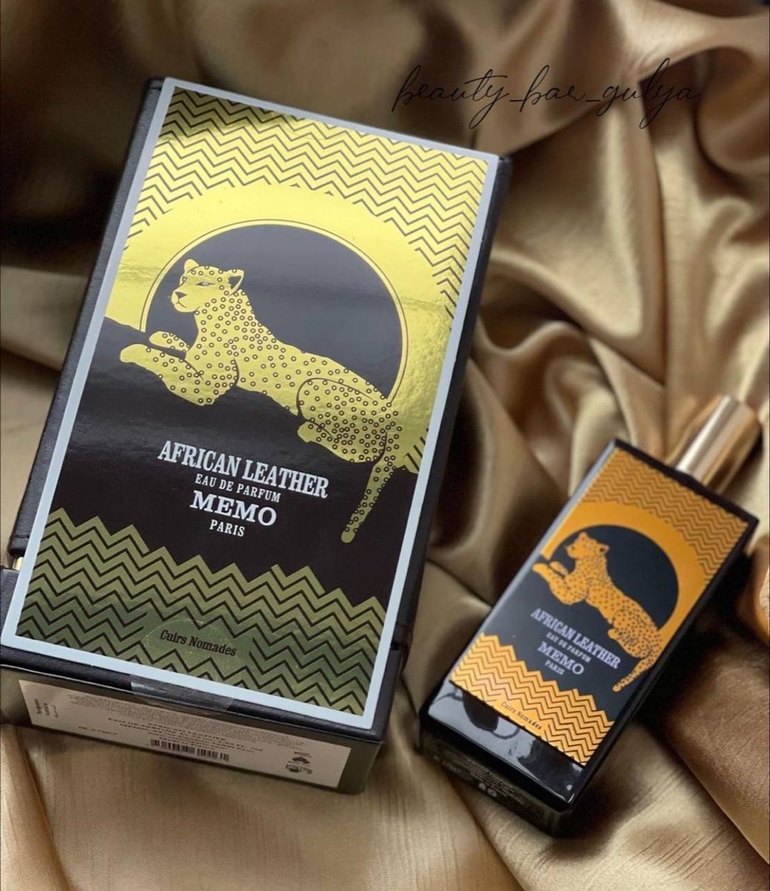 beauty_bar_gulya
AFRICAN LEATHER
EAU DE PARFUM
MEMO
PARIS
Cuirs Nomades
AFRICAN LEATHER
EAU DE PARFUM
MEMO
PARIS
Cuirs Nomades